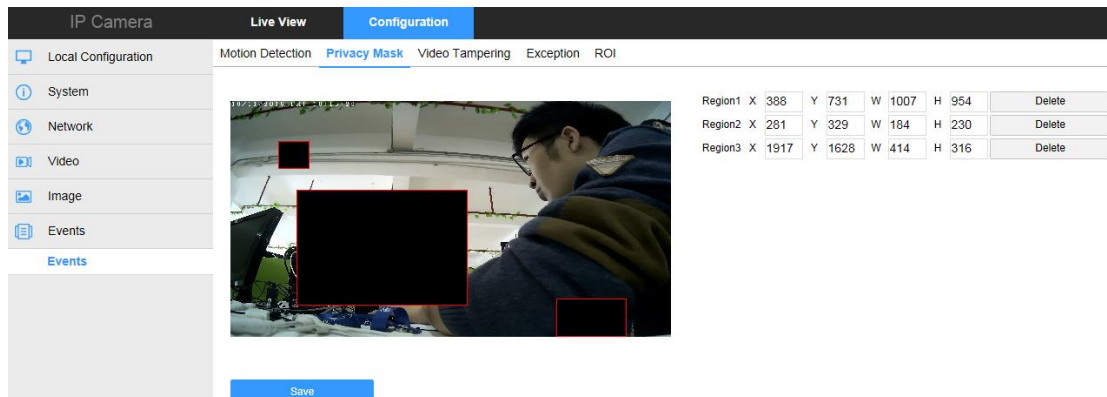 IP Camera Live View Configuration
Local Configuration
System
Network
Video
Image
Events
Events
Motion Detection Privacy Mask Video Tampering Exception ROI
Region1 X 388 Y 731 W 1007 H 954 Delete
Region2 X 281 Y 329 W 184 H 230 Delete
Region3 X 1917 Y 1628 W 414 H 316 Delete
Save